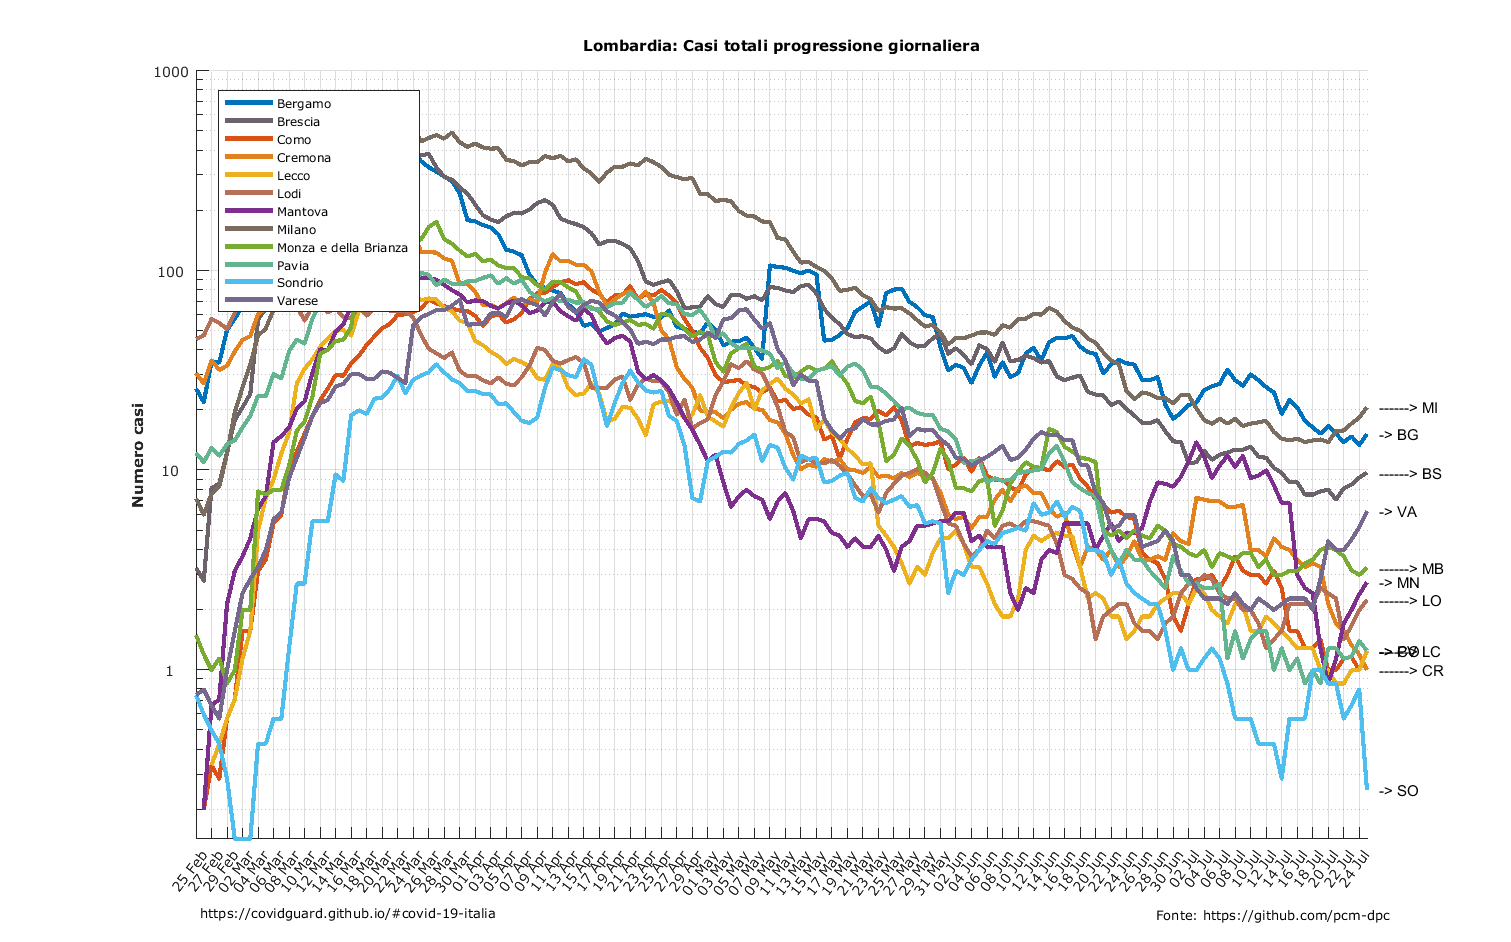 Lombardia: Casi totali progressione giornaliera
1000
100
10
1
Numero casi
Bergamo
Brescia
Como
Cremona
Lecco
Lodi
Mantova
Milano
Monza e della Brianza
Pavia
Sondrio
Varese
------> MI
-> BG
------> BS
-> VA
------> MB
-> MN
------> LO
LC
------> CR
-> SO
25 Feb
27 Feb
29 Feb
02 Mar
04 Mar
06 Mar
08 Mar
10 Mar
12 Mar
14 Mar
16 Mar
18 Mar
20 Mar
22 Mar
24 Mar
26 Mar
28 Mar
30 Mar
01 Apr
03 Apr
05 Apr
07 Apr
09 Apr
11 Apr
13 Apr
15 Apr
17 Apr
19 Apr
21 Apr
23 Apr
25 Apr
27 Apr
29 Apr
01 May
03 May
05 May
07 May
09 May
11 May
13 May
15 May
17 May
19 May
21 May
23 May
25 May
27 May
29 May
31 May
02 Jun
04 Jun
06 Jun
08 Jun
10 Jun
12 Jun
14 Jun
16 Jun
18 Jun
20 Jun
22 Jun
24 Jun
26 Jun
28 Jun
30 Jun
02 Jul
04 Jul
06 Jul
08 Jul
10 Jul
12 Jul
14 Jul
16 Jul
18 Jul
20 Jul
22 Jul
24 Jul
https://covidguard.github.io/#covid-19-italia
Fonte: https://github.com/pcm-dpc